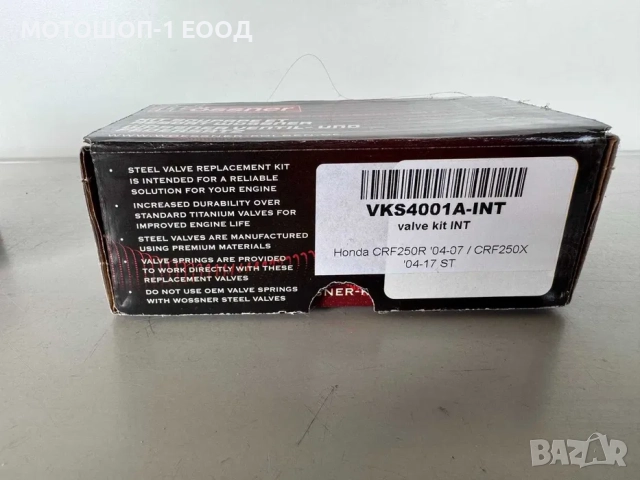 МОТОШОП-1 ЕООД
Wossner
• STEEL VALVE REPLACEMENT KIT
IS INTENDED FOR A RELIABLE
SOLUTION FOR YOUR ENGINE
• INCREASED DURABILITY OVER
STANDARD TITANIUM VALVES FOR
IMPROVED ENGINE LIFE
• STEEL VALVES ARE MANUFACTURED
USING PREMIUM MATERIALS
• VALVE SPRINGS ARE PROVIDED
TO WORK DIRECTLY WITH THESE
REPLACEMENT VALVES
• DO NOT USE OEM VALVE SPRINGS
WITH WOSSNER STEEL VALVES
VKS4001A-INT
valve kit INT
Honda CRF250R '04-07 / CRF250X
'04-17 ST
BAZAR